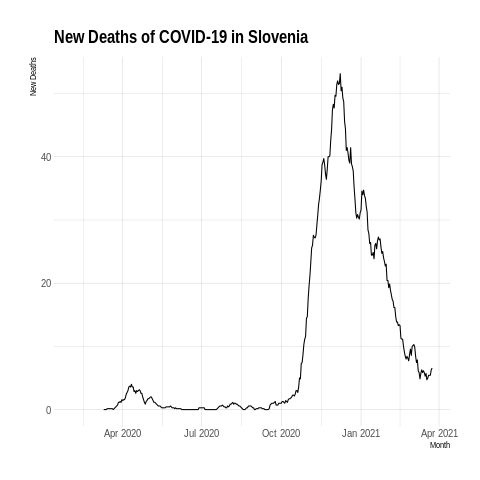 New Deaths of COVID-19 in Slovenia
New Deaths
40
20
0
Apr 2020 Jul 2020 Oct 2020 Jan 2021 Apr 2021
Month